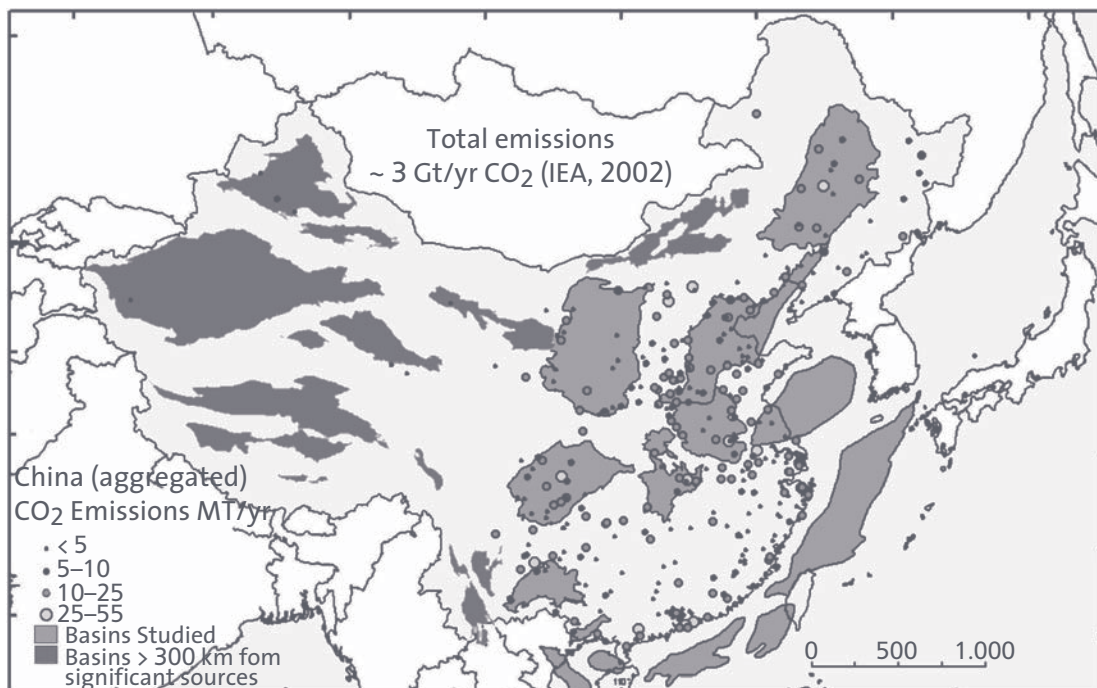 Total emissions
~ 3 Gt/yr CO2 (IEA, 2002)
China (aggregated)
CO2 Emissions MT/yr
< 5
5–10
10–25
25–55
Basins Studied
Basins > 300 km fom
significant sources
0 500 1.000